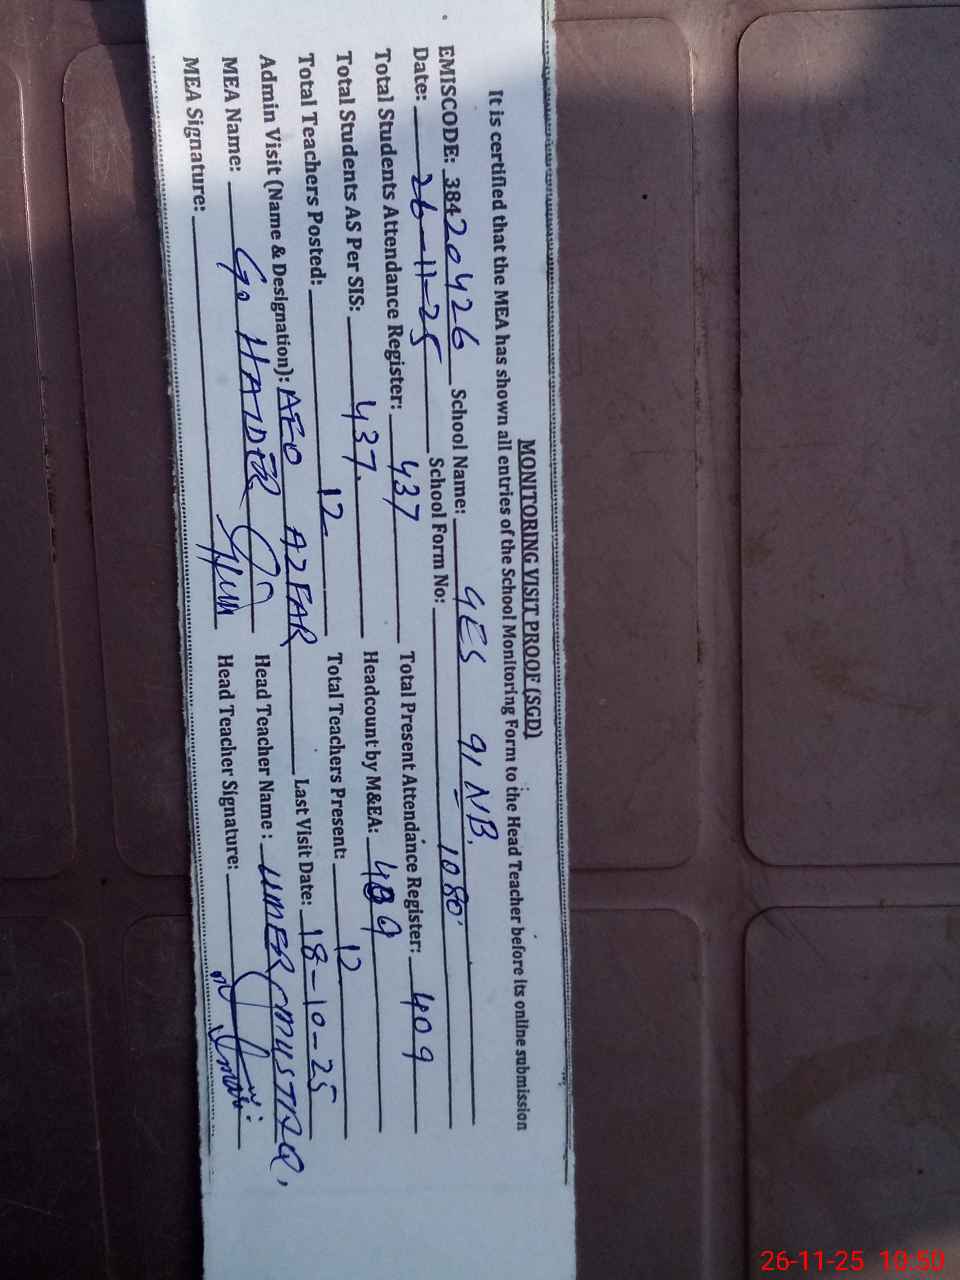 MONITORING VISIT PROOF (SGD)
It is certified that the MEA has shown all entries of the School Monitoring Form to the Head Teacher before its online submission
EMISCODE: 38420426 School Name: GES 91 NB.
Date: 26-11-25 School Form No: 1080
Total Students Attendance Register: 437 Total Present Attendance Register: 409
Total Students AS Per SIS: 437. Headcount by M&EA: 409
Total Teachers Posted: 12 Total Teachers Present: 12
Admin Visit (Name & Designation): AEO AZFAR Last Visit Date: 18-10-25
MEA Name: HAIDER Head Teacher Name: UMER MUSTIAQ,
MEA Signature: Head Teacher Signature:
26-11-25 10:50